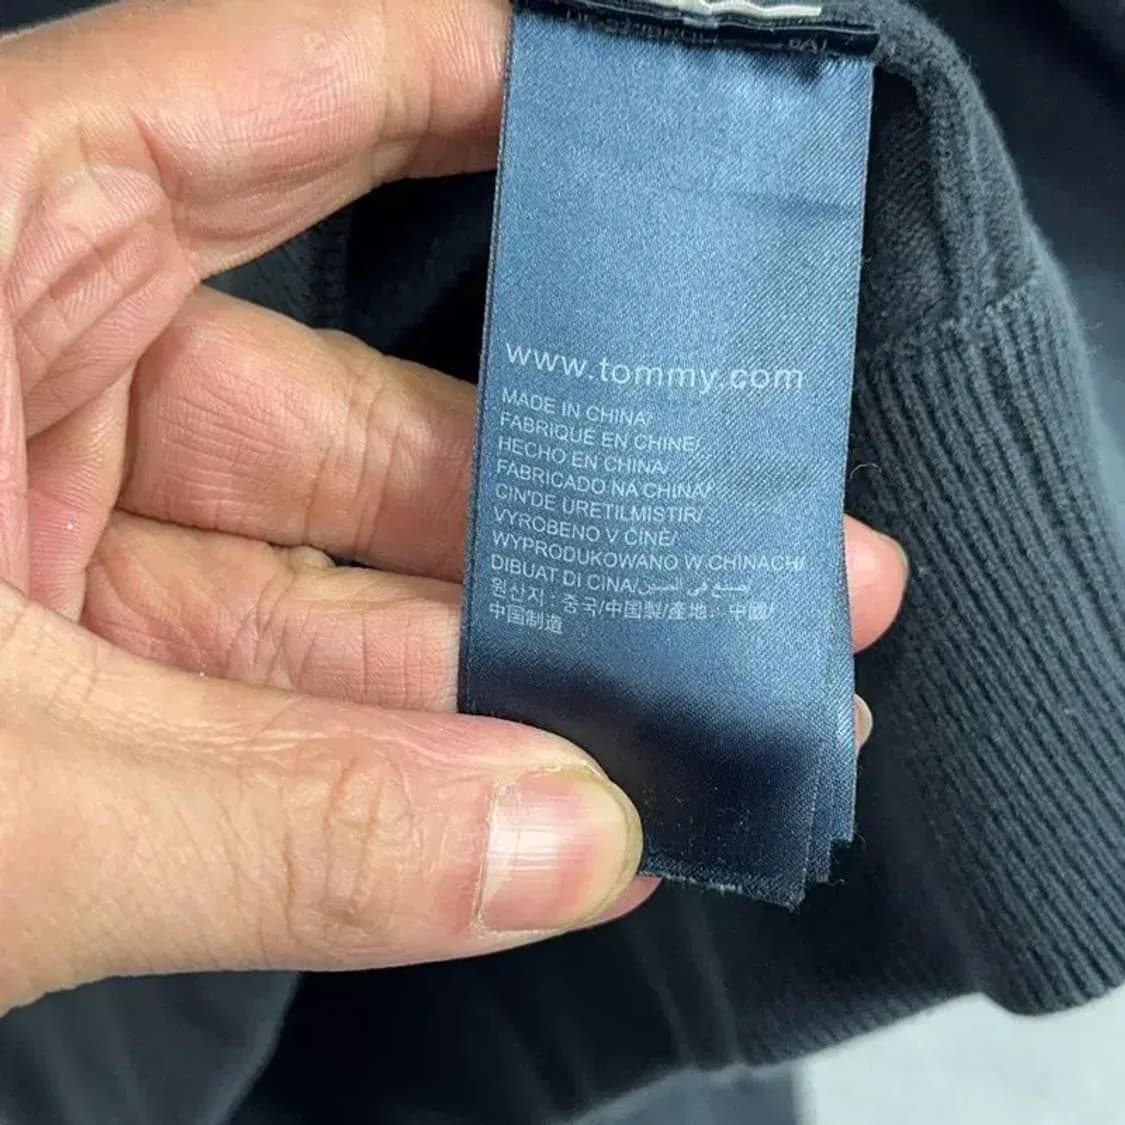 www.tommy.com
MADE IN CHINA/
FABRIQUÉ EN CHINE/
HECHO EN CHINA/
FABRICADO NA CHINA/
CIN'DE URETILMISTIR/
VYROBENO V ČÍNĚ/
WYPRODUKOWANO W CHINACH/
DIBUAT DI CINA/صنع في الصين
원산지 : 중국/中国製/產地 : 中國/
中国制造